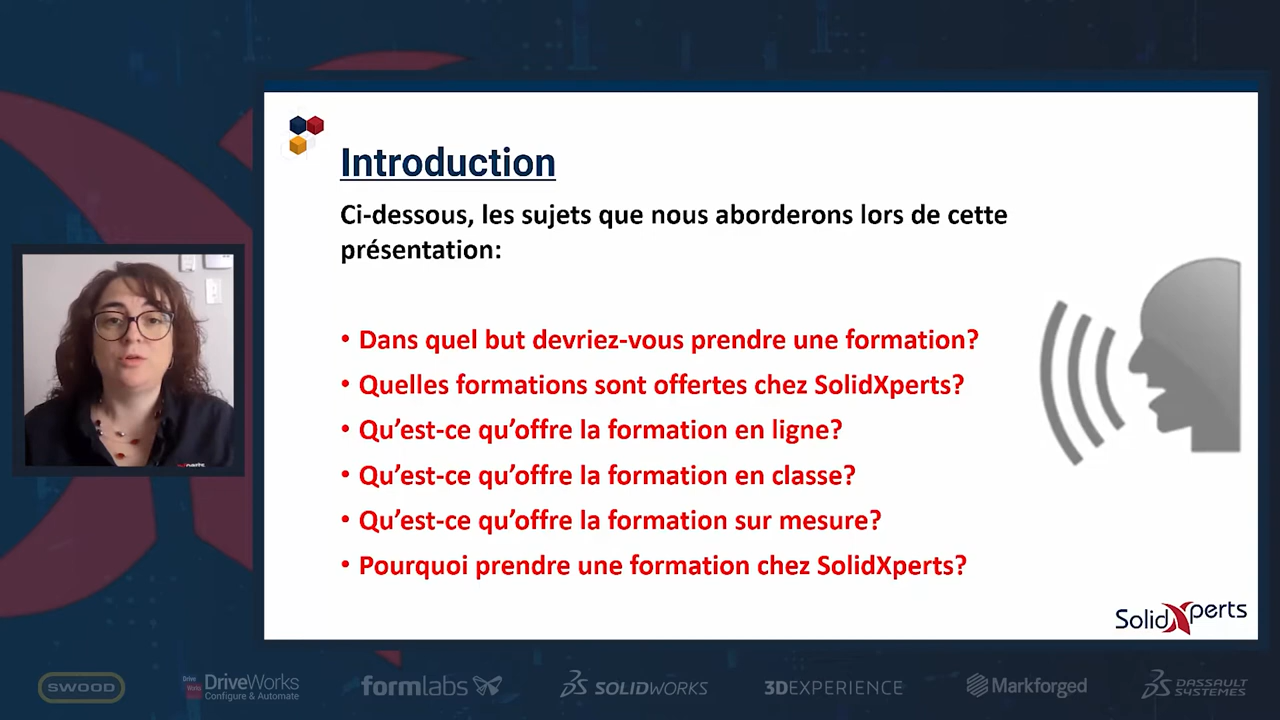 Introduction
Ci-dessous, les sujets que nous aborderons lors de cette
présentation:
• Dans quel but devriez-vous prendre une formation?
• Quelles formations sont offertes chez SolidXperts?
• Qu’est-ce qu’offre la formation en ligne?
• Qu’est-ce qu’offre la formation en classe?
• Qu’est-ce qu’offre la formation sur mesure?
• Pourquoi prendre une formation chez SolidXperts?
SolidXperts
SWOOD
DriveWorks
Configure & Automate
formlabs
SOLIDWORKS
3DEXPERIENCE
Markforged
DASSAULT
SYSTEMES